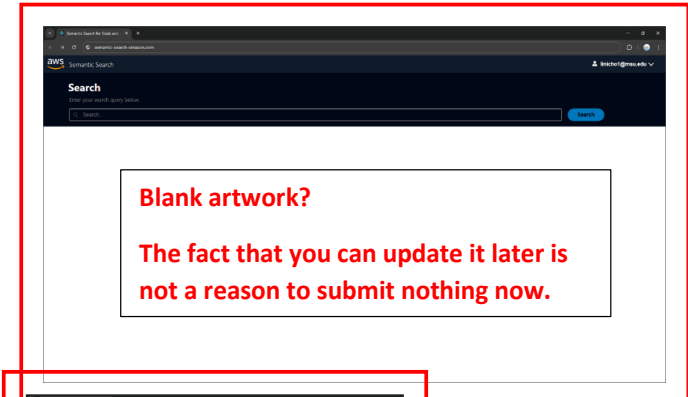 Semantic Search for Code and
semantic-search-amazon.com
aws Semantic Search
linicho1@msu.edu
Search
Enter your search query below.
Search
Search
Blank artwork?
The fact that you can update it later is
not a reason to submit nothing now.